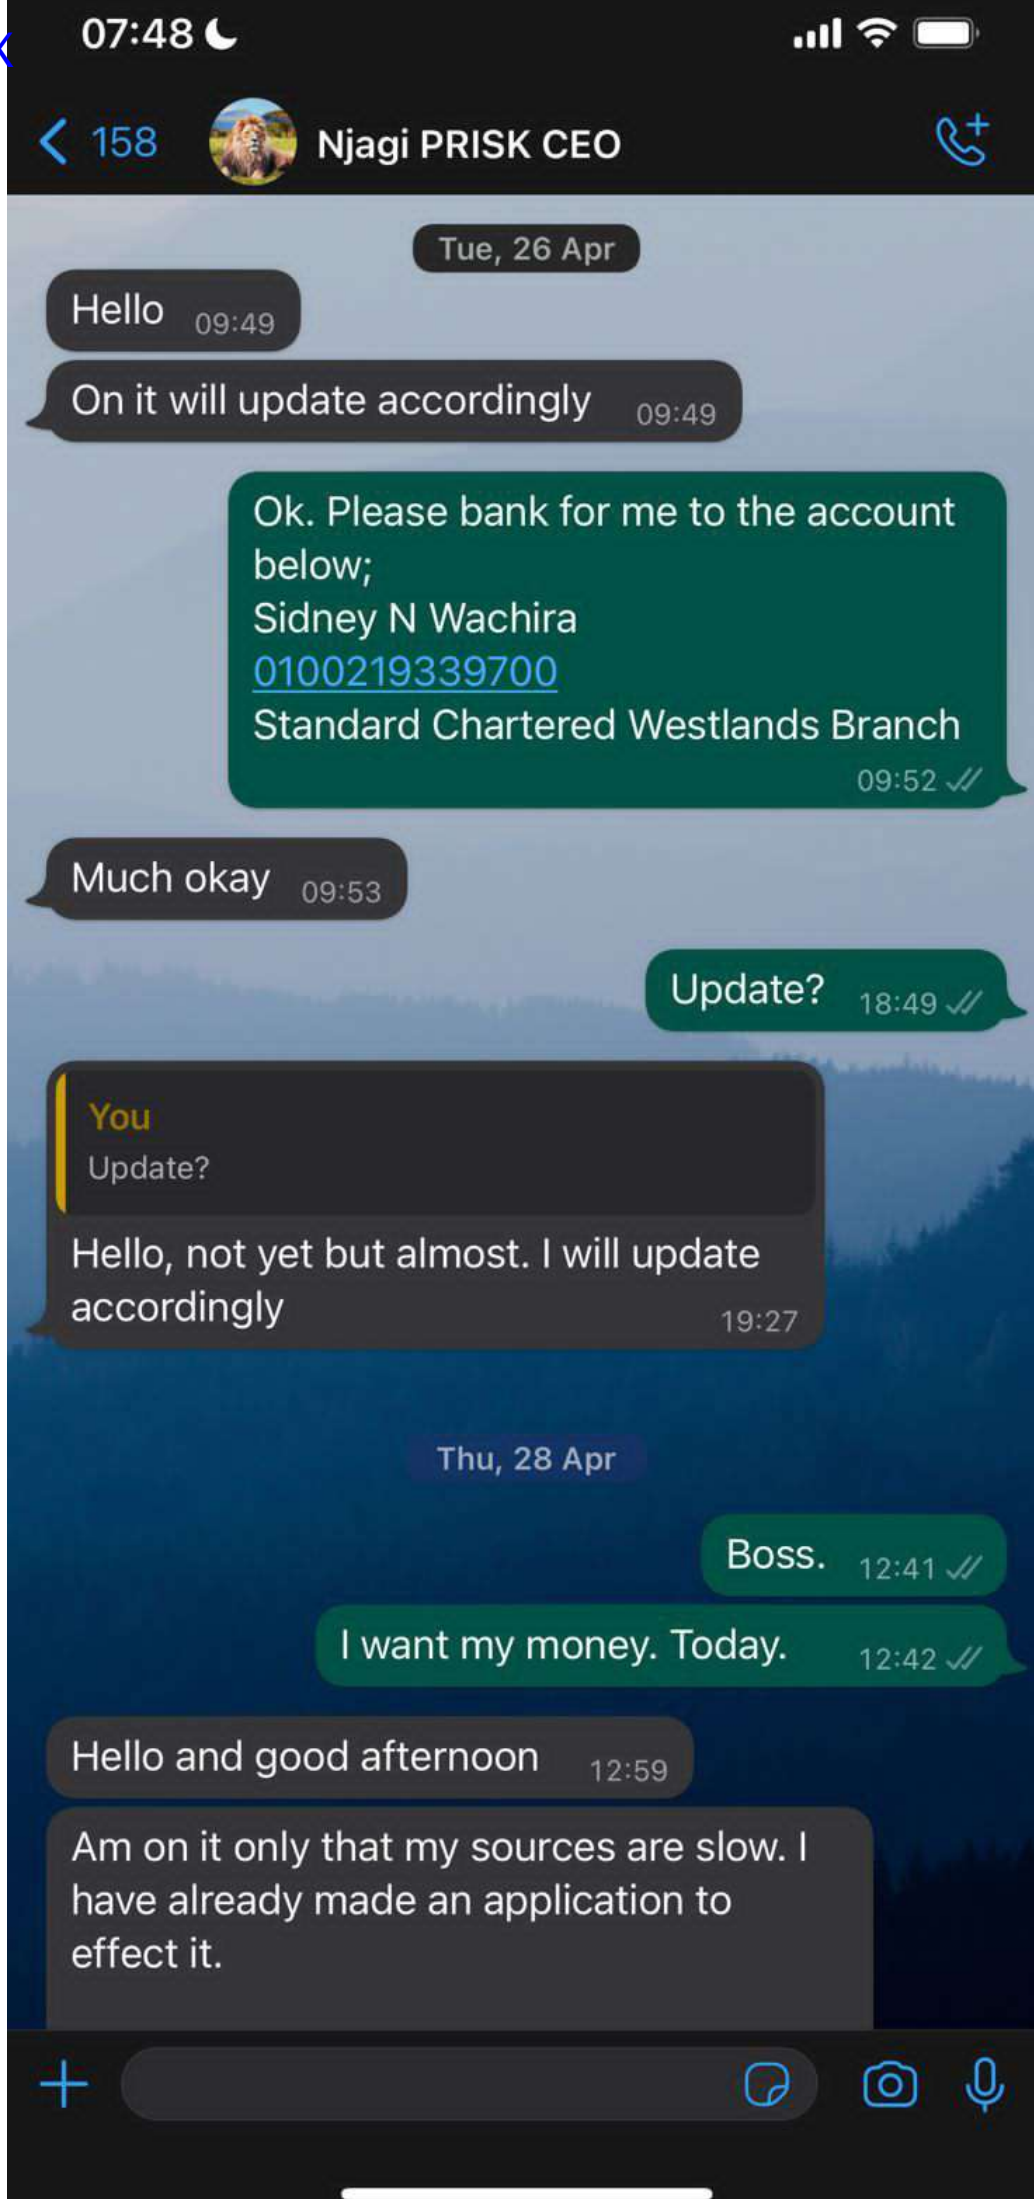 07:48
158
Njagi PRISK CEO
Tue, 26 Apr
Hello 09:49
On it will update accordingly 09:49
Ok. Please bank for me to the account
below;
Sidney N Wachira
0100219339700
Standard Chartered Westlands Branch
09:52
Much okay 09:53
Update? 18:49
You
Update?
Hello, not yet but almost. I will update
accordingly 19:27
Thu, 28 Apr
Boss. 12:41
I want my money. Today. 12:42
Hello and good afternoon 12:59
Am on it only that my sources are slow. I
have already made an application to
effect it.